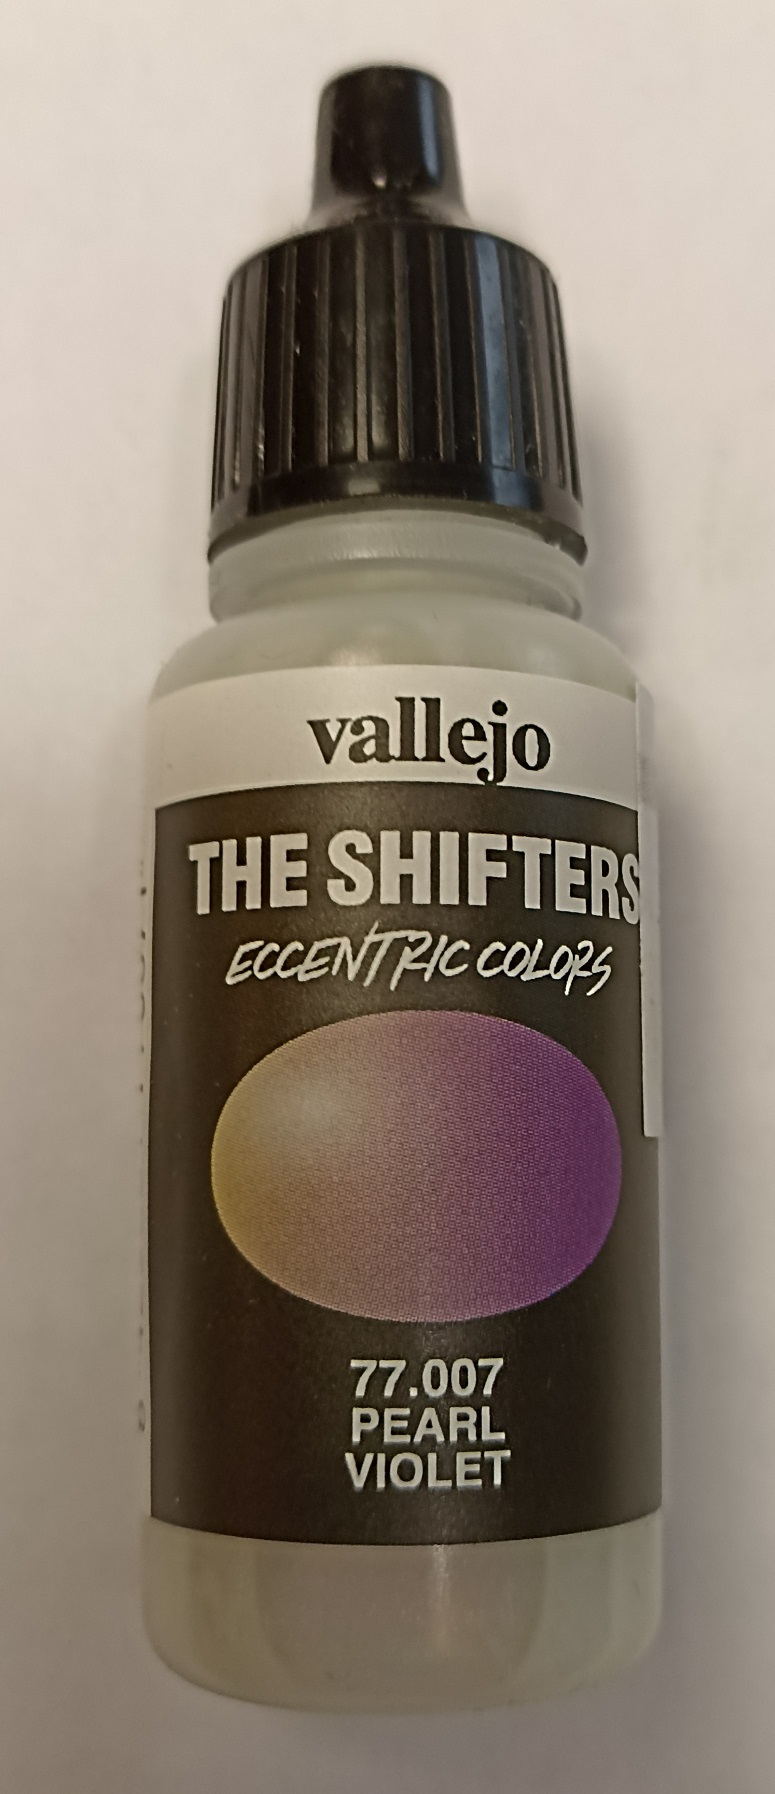 vallejo
THE SHIFTERS
ECCENTRIC COLORS
77.007
PEARL
VIOLET